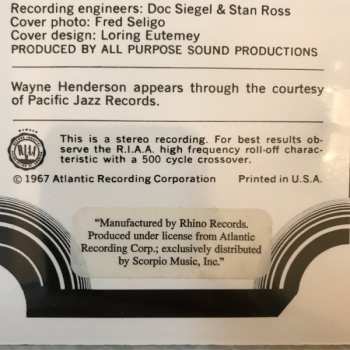 Recording engineers: Doc Siegel & Stan Ross
Cover photo: Fred Seligo
Cover design: Loring Eutemey
PRODUCED BY ALL PURPOSE SOUND PRODUCTIONS
Wayne Henderson appears through the courtesy
of Pacific Jazz Records.
This is a stereo recording. For best results ob-
serve the R.I.A.A. high frequency roll-off charac-
teristic with a 500 cycle crossover.
©1967 Atlantic Recording Corporation Printed in U.S.A.
"Manufactured by Rhino Records.
Produced under license from Atlantic
Recording Corp.; exclusively distributed
by Scorpio Music, Inc."